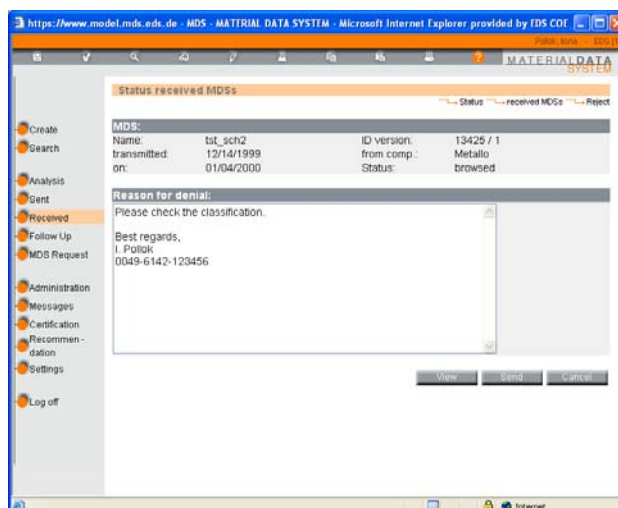 https://www.model.mds.eds.de - MDS - MATERIAL DATA SYSTEM - Microsoft Internet Explorer provided by EDS COE
Pollok, Ilona - EDS
MATERIALDATA
SYSTEM
Status received MDSs
Status received MDSs Reject
Create
Search
Analysis
Sent
Received
Follow Up
MDS Request
Administration
Messages
Certification
Recommen-
dation
Settings
Log off
MDS:
Name: tst_sch2 ID version: 13425 / 1
transmitted: 12/14/1999 from comp.: Metallo
on: 01/04/2000 Status: browsed
Reason for denial:
Please check the classification.
Best regards,
I. Pollok
0049-6142-123456
View Send Cancel
Internet